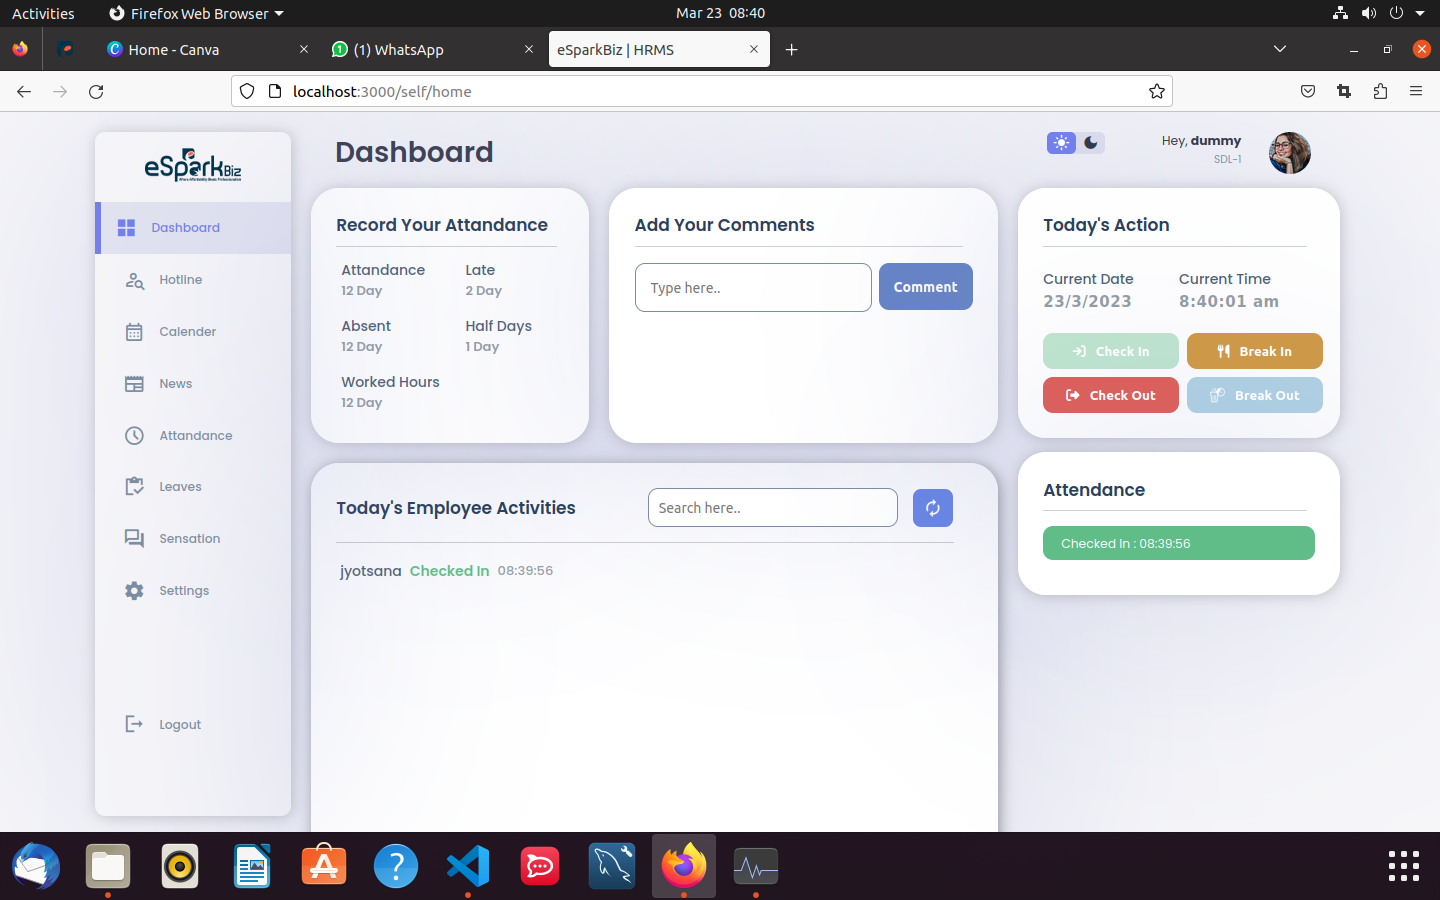 Activities
Firefox Web Browser
Mar 23 08:40
Home - Canva
(1) WhatsApp
eSparkBiz | HRMS
localhost:3000/self/home
eSparkBiz
Dashboard
Hotline
Calender
News
Attandance
Leaves
Sensation
Settings
Logout
Dashboard
Hey, dummy
SDL-1
Record Your Attandance
Attandance
12 Day
Late
2 Day
Absent
12 Day
Half Days
1 Day
Worked Hours
12 Day
Add Your Comments
Type here..
Comment
Today's Action
Current Date
23/3/2023
Current Time
8:40:01 am
Check In
Break In
Check Out
Break Out
Today's Employee Activities
Search here..
jyotsana Checked In 08:39:56
Attendance
Checked In : 08:39:56